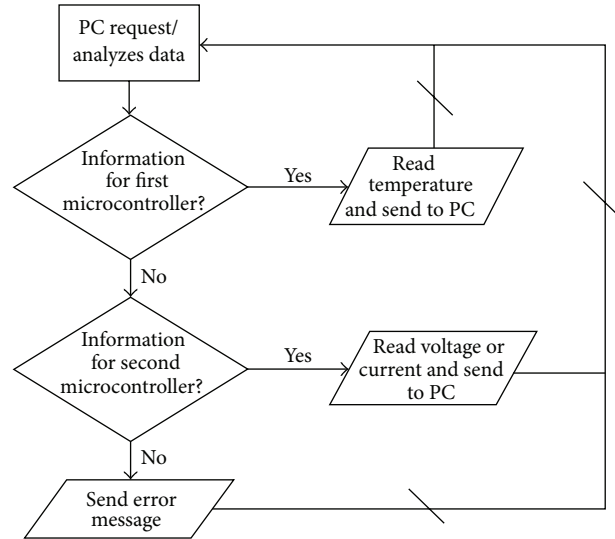 PC request/
analyzes data
Information
for first
microcontroller?
Yes
Read
temperature
and send to PC
No
Information
for second
microcontroller?
Yes
Read voltage or
current and send
to PC
No
Send error
message